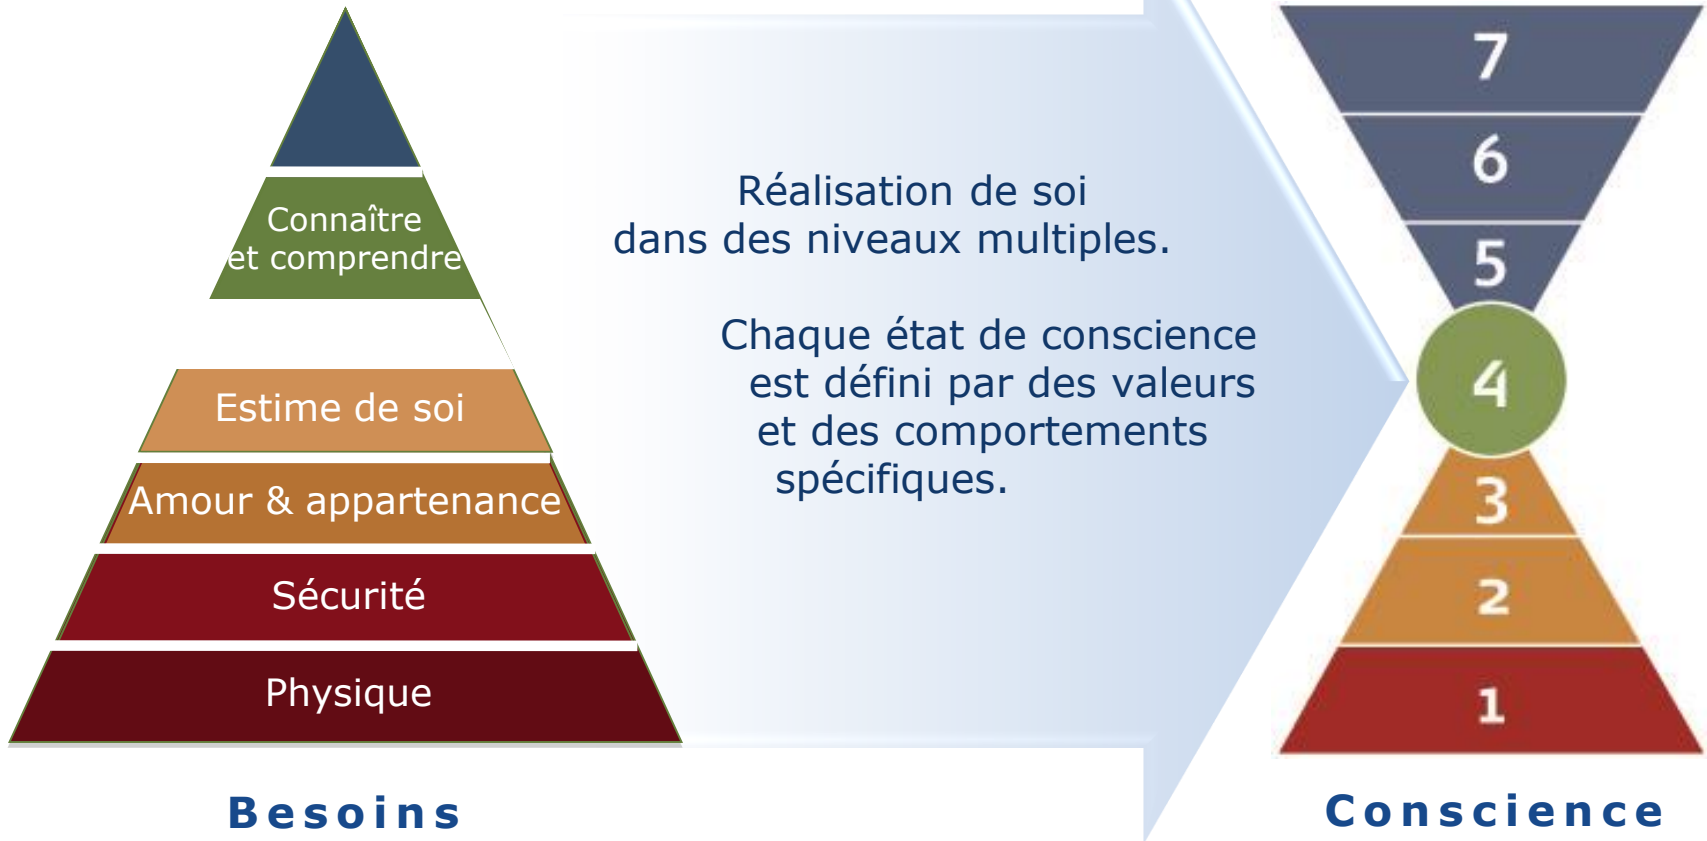 Connaître
et comprendre
Estime de soi
Amour & appartenance
Sécurité
Physique
Besoins
Réalisation de soi
dans des niveaux multiples.
Chaque état de conscience
est défini par des valeurs
et des comportements
spécifiques.
7
6
5
4
3
2
1
Conscience